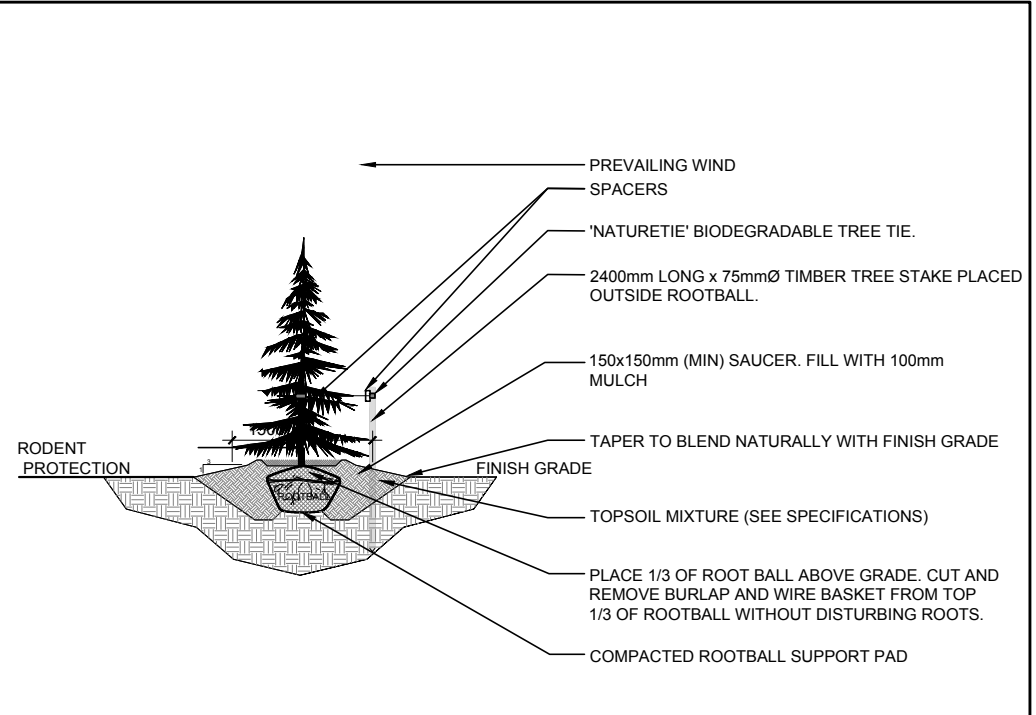 PREVAILING WIND
SPACERS
'NATURETIE' BIODEGRADABLE TREE TIE.
2400mm LONG x 75mmØ TIMBER TREE STAKE PLACED
OUTSIDE ROOTBALL.
150x150mm (MIN) SAUCER. FILL WITH 100mm
MULCH
TAPER TO BLEND NATURALLY WITH FINISH GRADE
RODENT
PROTECTION
FINISH GRADE
ROOTBALL
TOPSOIL MIXTURE (SEE SPECIFICATIONS)
PLACE 1/3 OF ROOT BALL ABOVE GRADE. CUT AND
REMOVE BURLAP AND WIRE BASKET FROM TOP
1/3 OF ROOTBALL WITHOUT DISTURBING ROOTS.
COMPACTED ROOTBALL SUPPORT PAD